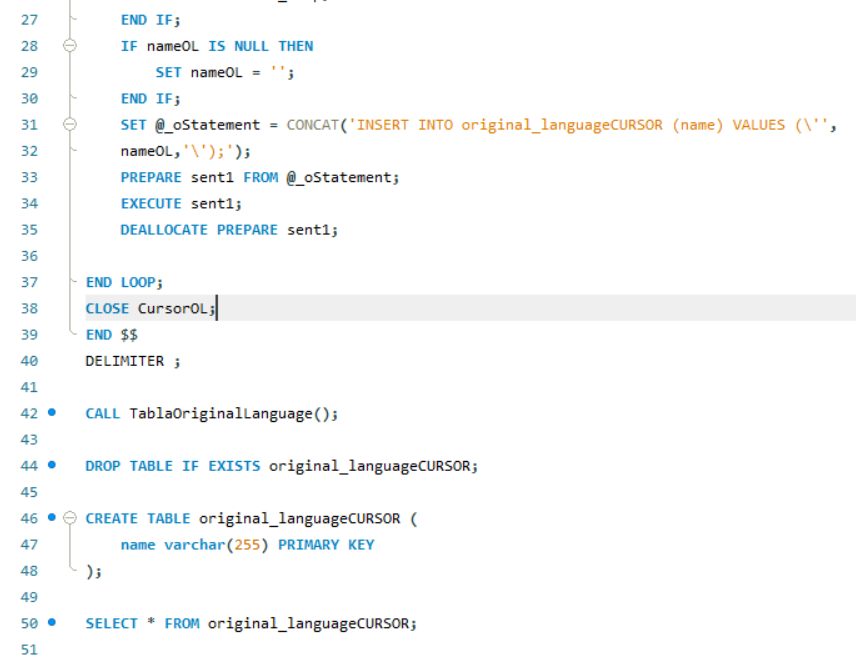 27 END IF;
28 IF nameOL IS NULL THEN
29 SET nameOL = '';
30 END IF;
31 SET @_oStatement = CONCAT('INSERT INTO original_languageCURSOR (name) VALUES (\'',
32 nameOL,'\');');
33 PREPARE sent1 FROM @_oStatement;
34 EXECUTE sent1;
35 DEALLOCATE PREPARE sent1;
36
37 END LOOP;
38 CLOSE CursorOL;
39 END $$
40 DELIMITER ;
41
42 CALL TablaOriginalLanguage();
43
44 DROP TABLE IF EXISTS original_languageCURSOR;
45
46 CREATE TABLE original_languageCURSOR (
47 name varchar(255) PRIMARY KEY
48 );
49
50 SELECT * FROM original_languageCURSOR;
51